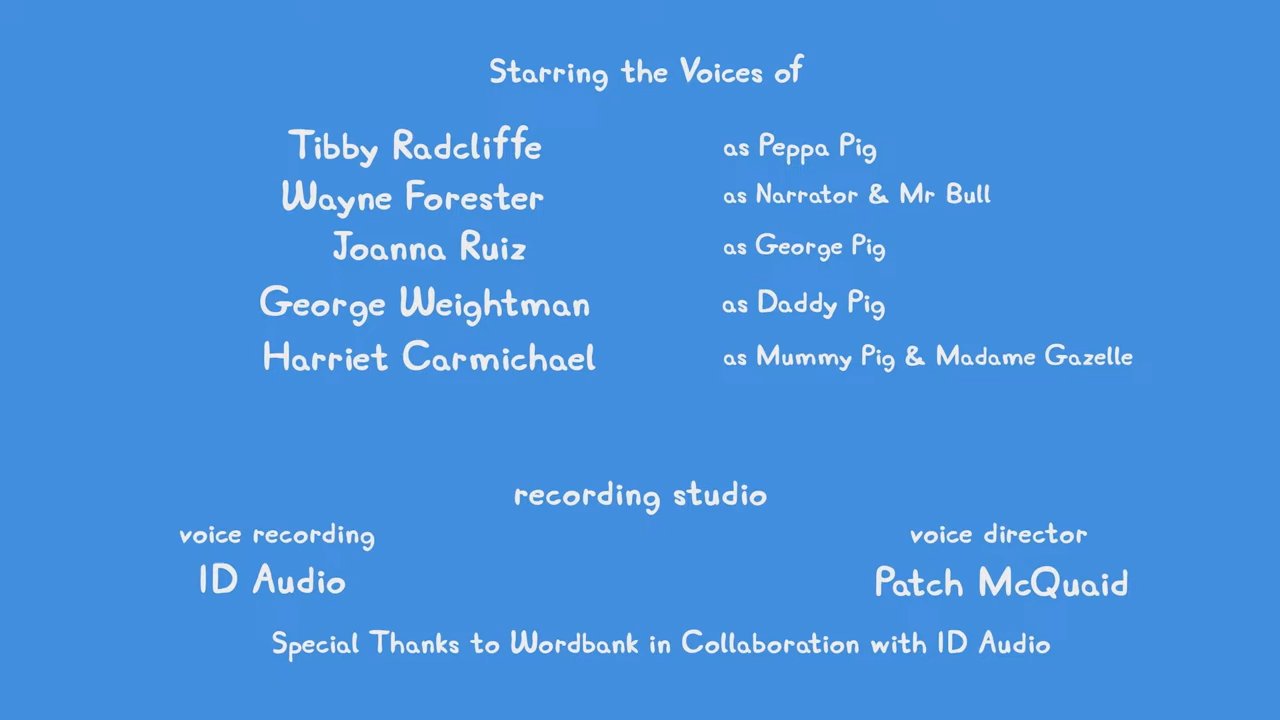 Starring the Voices of
Tibby Radcliffe as Peppa Pig
Wayne Forester as Narrator & Mr Bull
Joanna Ruiz as George Pig
George Weightman as Daddy Pig
Harriet Carmichael as Mummy Pig & Madame Gazelle
recording studio
voice recording voice director
ID Audio Patch McQuaid
Special Thanks to Wordbank in Collaboration with ID Audio